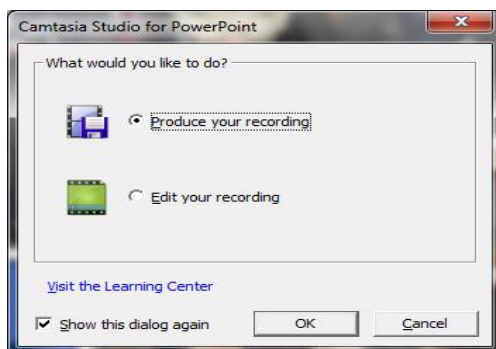 Camtasia Studio for PowerPoint
What would you like to do?
Produce your recording
Edit your recording
Visit the Learning Center
Show this dialog again
OK
Cancel